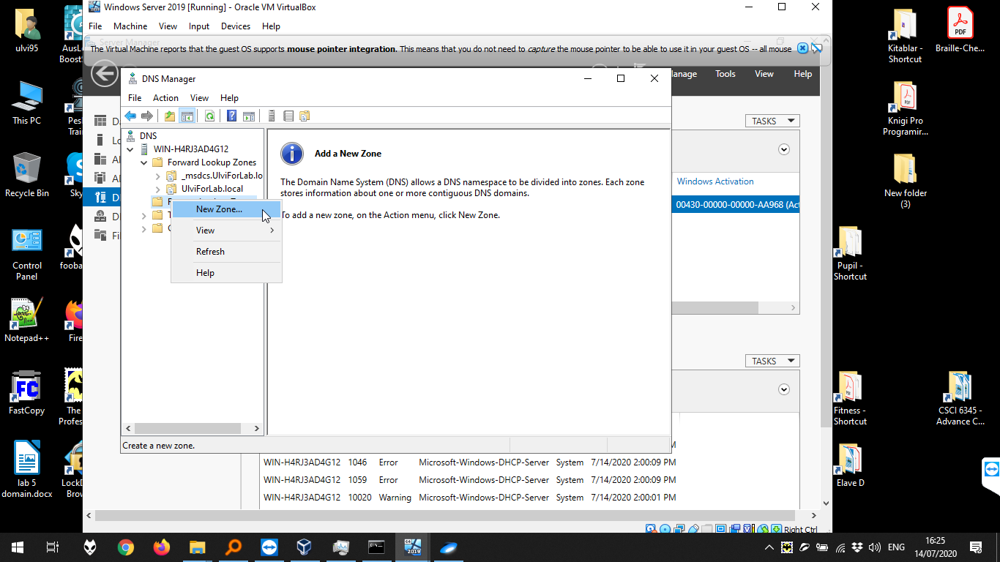 Windows Server 2019 [Running] - Oracle VM VirtualBox
File Machine View Input Devices Help
The Virtual Machine reports that the guest OS supports mouse pointer integration. This means that you do not need to capture the mouse pointer to be able to use it in your guest OS -- all mouse
Server Manager
anage Tools View Help
DNS Manager
File Action View Help
DNS
WIN-H4RJ3AD4G12
Forward Lookup Zones
_msdcs.UlviForLab.lo
UlviForLab.local
New Zone...
View
Refresh
Help
Add a New Zone
The Domain Name System (DNS) allows a DNS namespace to be divided into zones. Each zone
stores information about one or more contiguous DNS domains.
To add a new zone, on the Action menu, click New Zone.
Create a new zone.
TASKS
Windows Activation
00430-00000-00000-AA968 (Act
TASKS
WIN-H4RJ3AD4G12 1046 Error Microsoft-Windows-DHCP-Server System 7/14/2020 2:00:09 PM
WIN-H4RJ3AD4G12 1059 Error Microsoft-Windows-DHCP-Server System 7/14/2020 2:00:09 PM
WIN-H4RJ3AD4G12 10020 Warning Microsoft-Windows-DHCP-Server System 7/14/2020 2:00:01 PM
Right Ctrl
ulvi95
AusL
Boost
This PC
Pes
Trai
Recycle Bin
Sky
Control
Panel
fooba
Notepad++
Fire
FC
FastCopy
The
Profes
lab 5
domain.docx
LockD
Brow
Kitablar -
Shortcut
PDF
Braille-Che...
Knigi Pro
Programir...
New folder
(3)
Pupil -
Shortcut
Fitness -
Shortcut
CSCI 6345 -
Advance C...
Elave D
2019
ENG
16:25
14/07/2020